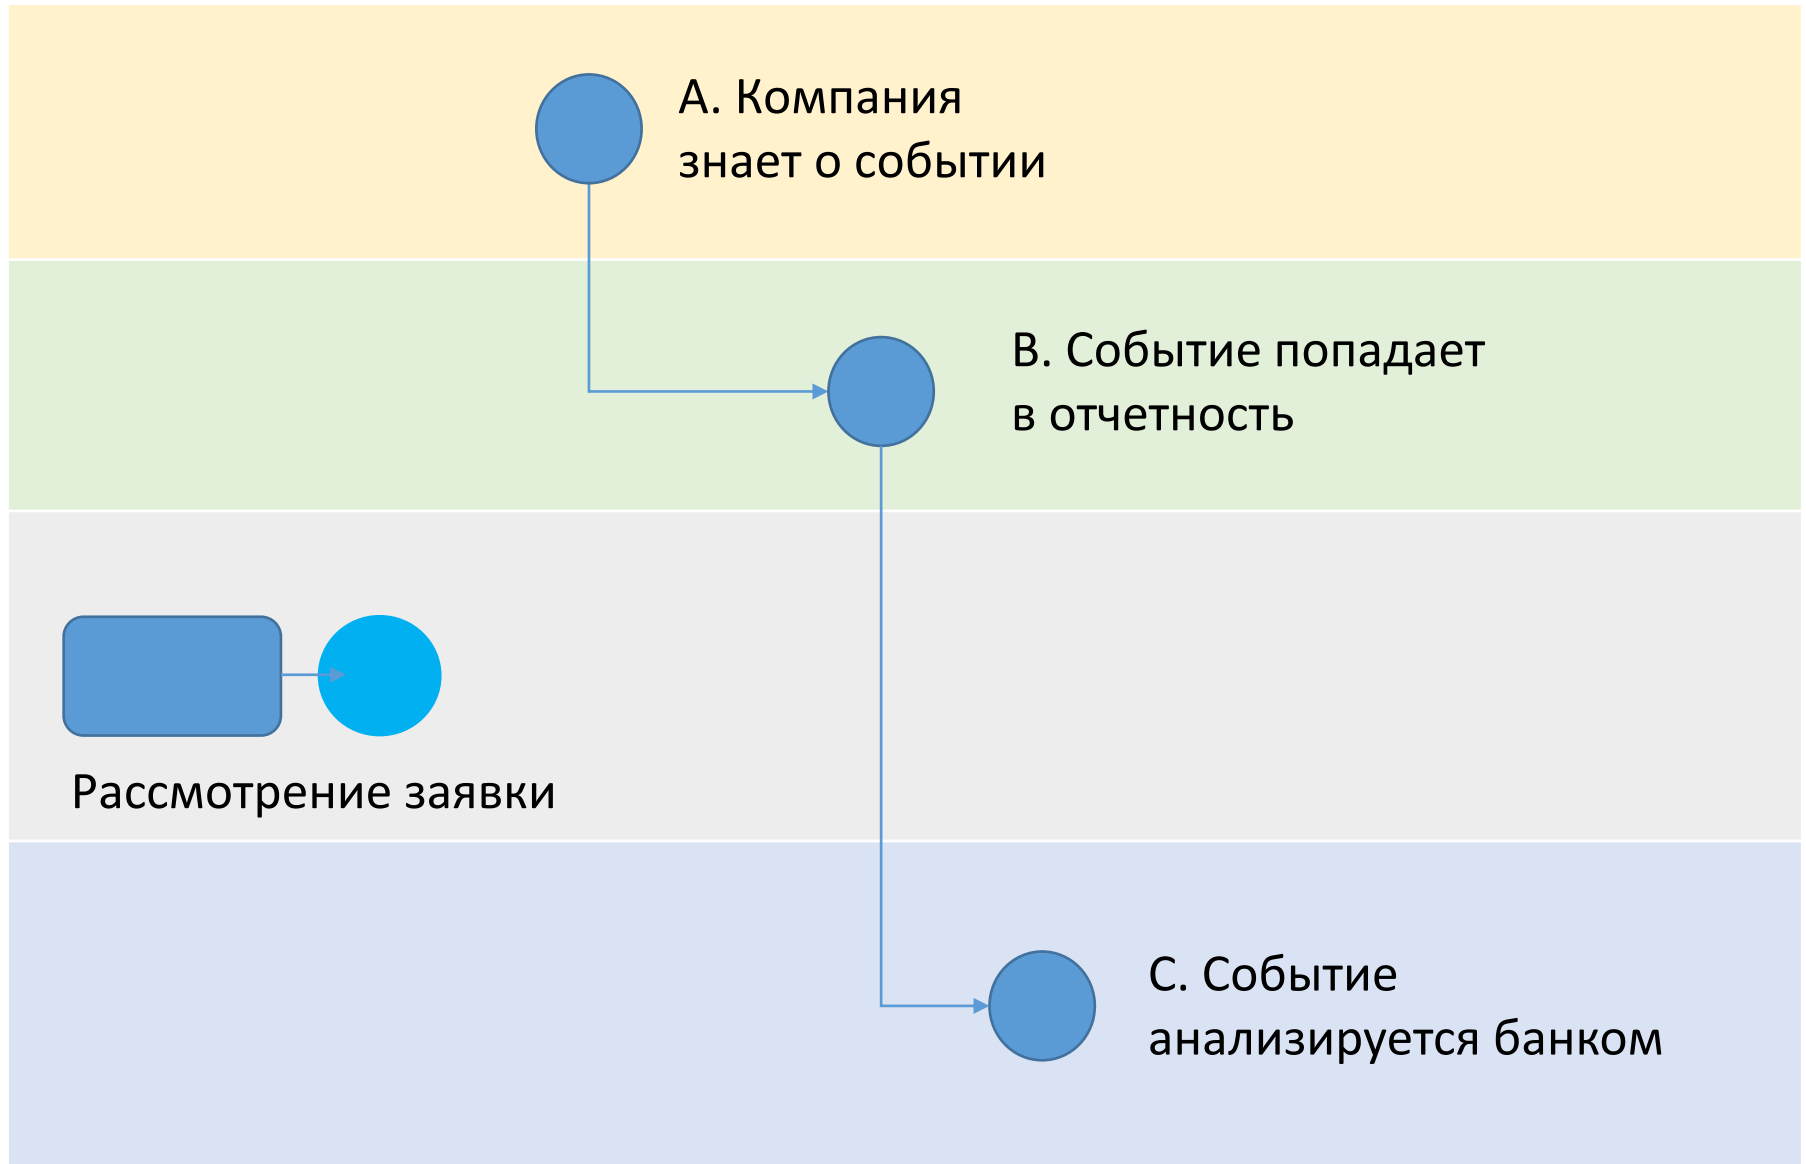 А. Компания
знает о событии
В. Событие попадает
в отчетность
Рассмотрение заявки
С. Событие
анализируется банком